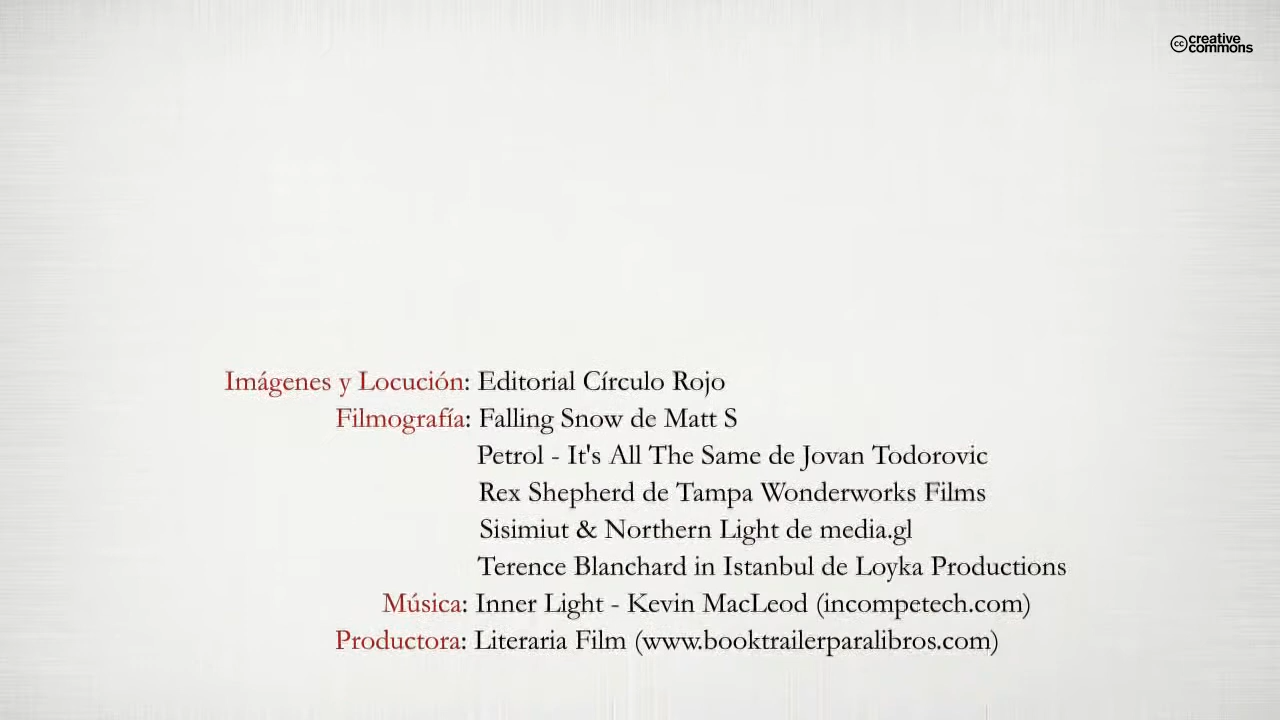 creative
commons
Imágenes y Locución: Editorial Círculo Rojo
Filmografía: Falling Snow de Matt S
Petrol - It's All The Same de Jovan Todorovic
Rex Shepherd de Tampa Wonderworks Films
Sisimiut & Northern Light de media.gl
Terence Blanchard in Istanbul de Loyka Productions
Música: Inner Light - Kevin MacLeod (incompetech.com)
Productora: Literaria Film (www.booktrailerparalibros.com)